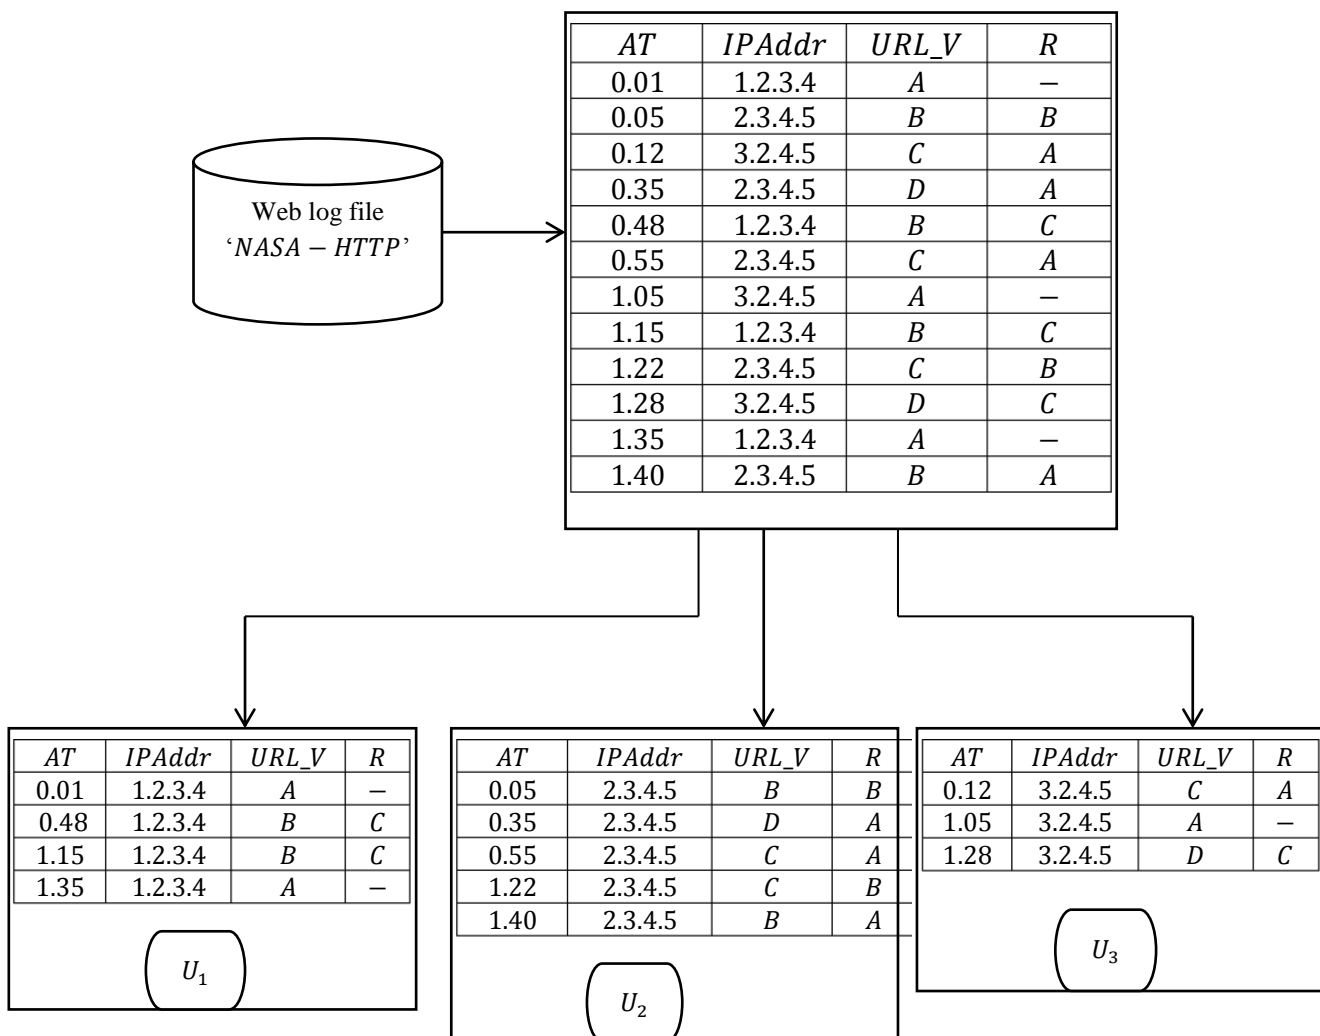 AT IPAddr URL_V R
0.01 1.2.3.4 A −
0.05 2.3.4.5 B B
0.12 3.2.4.5 C A
0.35 2.3.4.5 D A
0.48 1.2.3.4 B C
0.55 2.3.4.5 C A
1.05 3.2.4.5 A −
1.15 1.2.3.4 B C
1.22 2.3.4.5 C B
1.28 3.2.4.5 D C
1.35 1.2.3.4 A −
1.40 2.3.4.5 B A
Web log file
‘NASA − HTTP’
AT IPAddr URL_V R
0.01 1.2.3.4 A −
0.48 1.2.3.4 B C
1.15 1.2.3.4 B C
1.35 1.2.3.4 A −
U₁
AT IPAddr URL_V R
0.05 2.3.4.5 B B
0.35 2.3.4.5 D A
0.55 2.3.4.5 C A
1.22 2.3.4.5 C B
1.40 2.3.4.5 B A
U₂
AT IPAddr URL_V R
0.12 3.2.4.5 C A
1.05 3.2.4.5 A −
1.28 3.2.4.5 D C
U₃